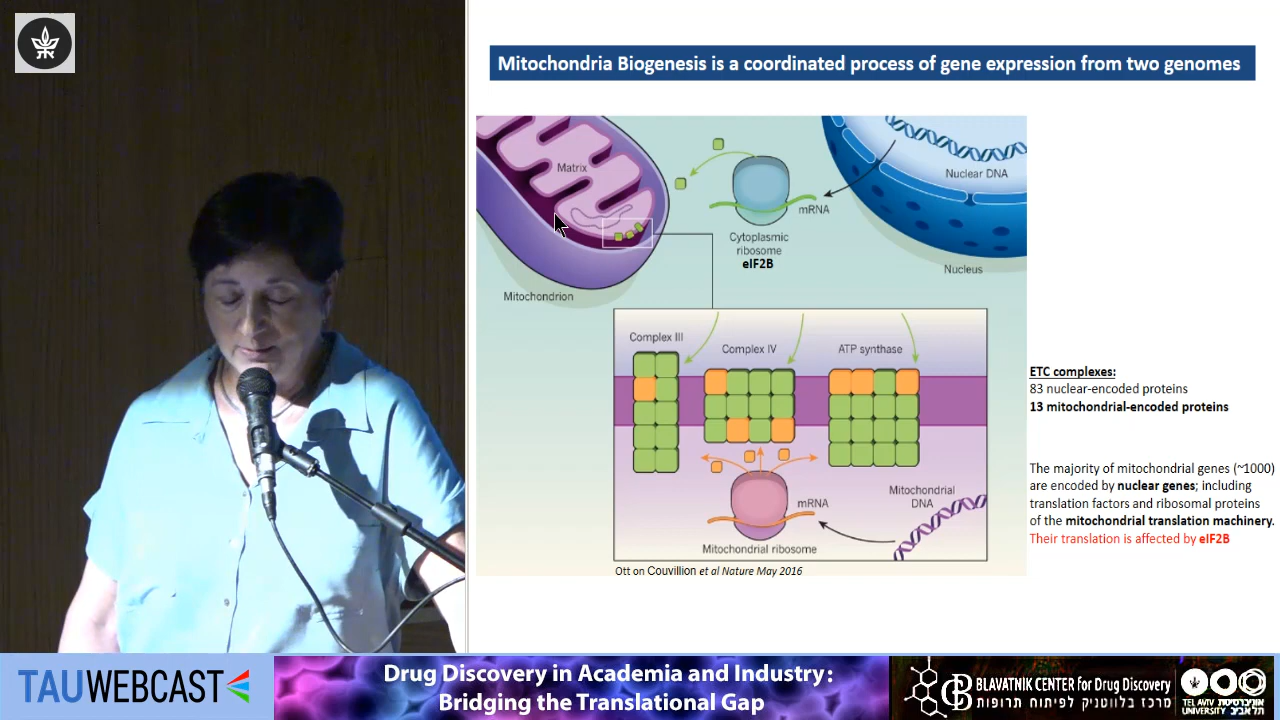 Mitochondria Biogenesis is a coordinated process of gene expression from two genomes
Matrix
Nuclear DNA
mRNA
Cytoplasmic
ribosome
eIF2B
Nucleus
Mitochondrion
Complex III
Complex IV
ATP synthase
mRNA
Mitochondrial
DNA
Mitochondrial ribosome
Ott on Couvillion et al Nature May 2016
ETC complexes:
83 nuclear-encoded proteins
13 mitochondrial-encoded proteins
The majority of mitochondrial genes (~1000)
are encoded by nuclear genes; including
translation factors and ribosomal proteins
of the mitochondrial translation machinery.
Their translation is affected by eIF2B
TAUWEBCAST
Drug Discovery in Academia and Industry:
Bridging the Translational Gap
BLAVATNIK CENTER for Drug Discovery
מרכז בלווטניק לפיתוח תרופות
TEL AVIV אוניברסיטת
UNIVERSITY תל אביב